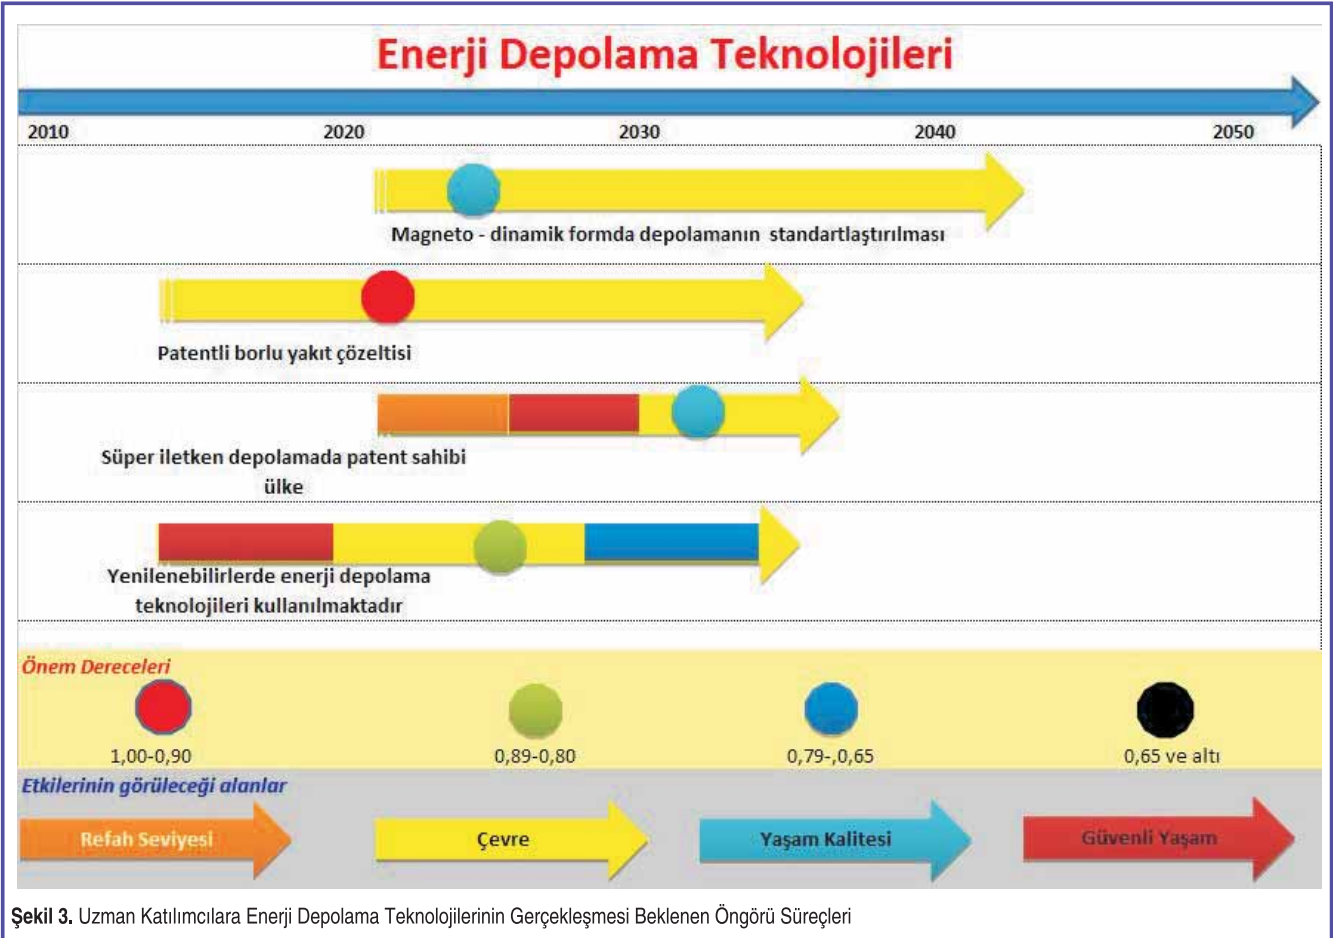 Enerji Depolama Teknolojileri
2010 2020 2030 2040 2050
Magneto - dinamik formda depolamanın standartlaştırılması
Patentli borlu yakıt çözeltisi
Süper iletken depolamada patent sahibi
ülke
Yenilenebilirlerde enerji depolama
teknolojileri kullanılmaktadır
Önem Dereceleri
1,00-0,90 0,89-0,80 0,79-,0,65 0,65 ve altı
Etkilerinin görüleceği alanlar
Refah Seviyesi Çevre Yaşam Kalitesi Güvenli Yaşam
Şekil 3. Uzman Katılımcılara Enerji Depolama Teknolojilerinin Gerçekleşmesi Beklenen Öngörü Süreçleri